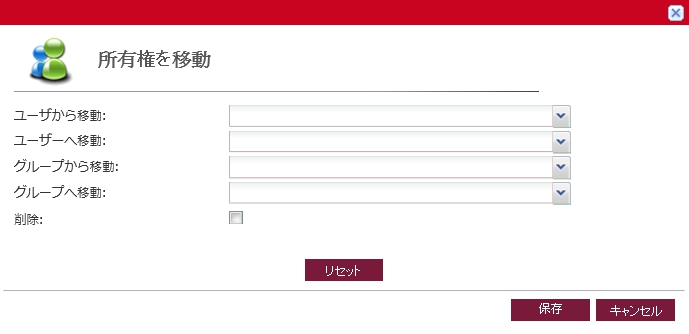 所有権を移動
ユーザから移動:
ユーザーへ移動:
グループから移動:
グループへ移動:
削除:
リセット
保存 キャンセル